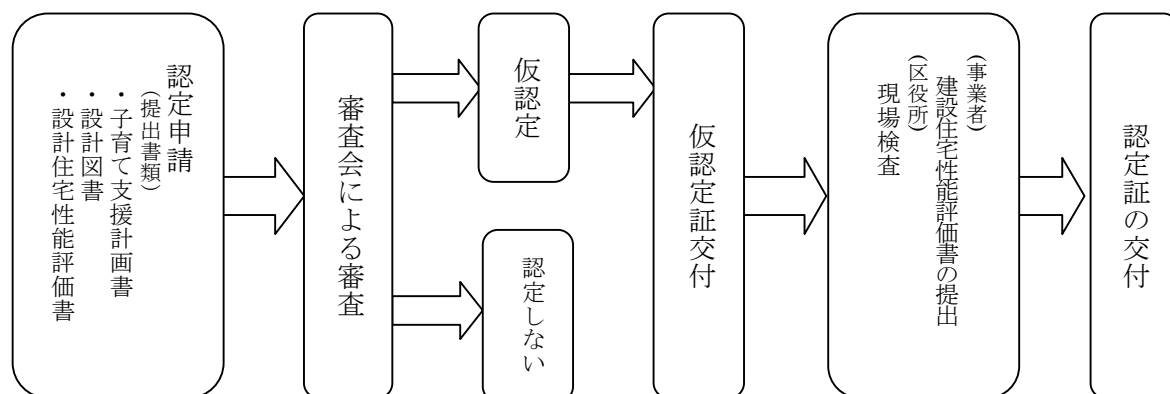 認定申請
(提出書類)
・子育て支援計画書
・設計図書
・設計住宅性能評価書
審査会による審査
仮認定
認定しない
仮認定証交付
(事業者)
建設住宅性能評価書の提出
(区役所)
現場検査
認定証の交付